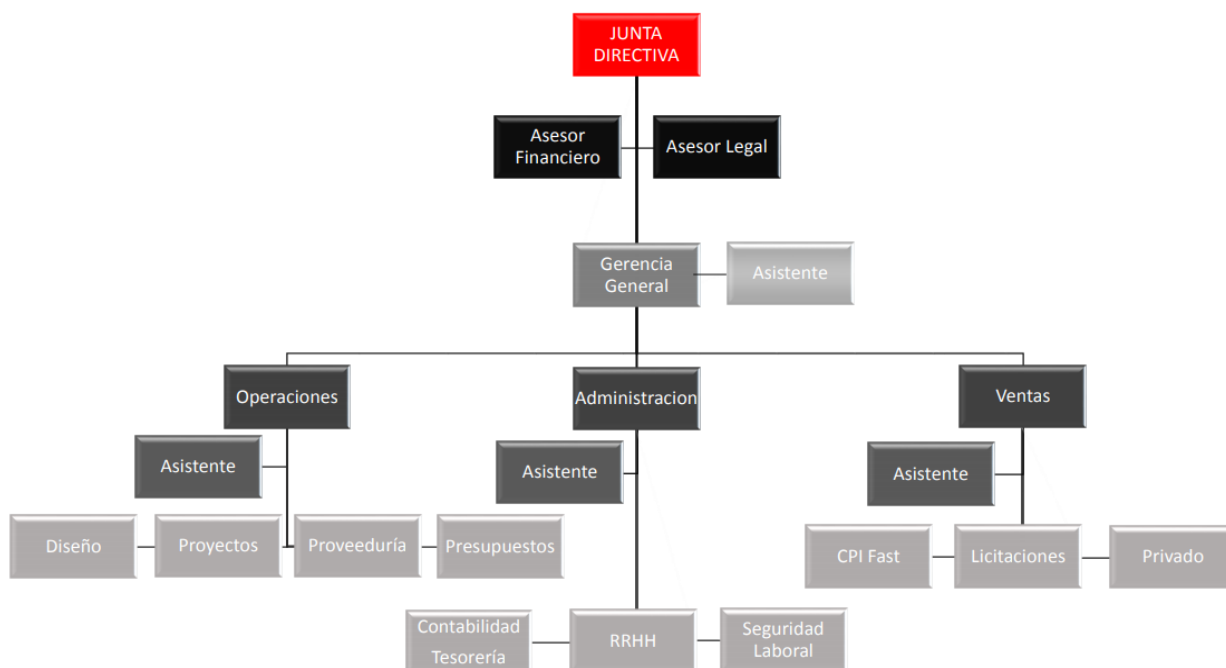 JUNTA
DIRECTIVA
Asesor
Financiero
Asesor Legal
Gerencia
General
Asistente
Operaciones
Administracion
Ventas
Asistente
Asistente
Asistente
Diseño
Proyectos
Proveeduría
Presupuestos
CPI Fast
Licitaciones
Privado
Contabilidad
Tesorería
RRHH
Seguridad
Laboral